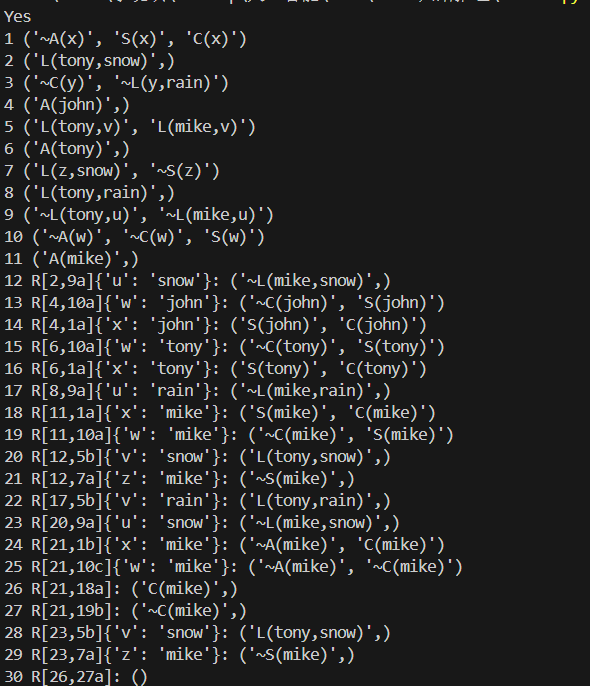 Yes
1 ('~A(x)', 'S(x)', 'C(x)')
2 ('L(tony,snow)',)
3 ('~C(y)', '~L(y,rain)')
4 ('A(john)',)
5 ('L(tony,v)', 'L(mike,v)')
6 ('A(tony)',)
7 ('L(z,snow)', '~S(z)')
8 ('L(tony,rain)',)
9 ('~L(tony,u)', '~L(mike,u)')
10 ('~A(w)', '~C(w)', 'S(w)')
11 ('A(mike)',)
12 R[2,9a]{'u': 'snow'}: ('~L(mike,snow)',)
13 R[4,10a]{'w': 'john'}: ('~C(john)', 'S(john)')
14 R[4,1a]{'x': 'john'}: ('S(john)', 'C(john)')
15 R[6,10a]{'w': 'tony'}: ('~C(tony)', 'S(tony)')
16 R[6,1a]{'x': 'tony'}: ('S(tony)', 'C(tony)')
17 R[8,9a]{'u': 'rain'}: ('~L(mike,rain)',)
18 R[11,1a]{'x': 'mike'}: ('S(mike)', 'C(mike)')
19 R[11,10a]{'w': 'mike'}: ('~C(mike)', 'S(mike)')
20 R[12,5b]{'v': 'snow'}: ('L(tony,snow)',)
21 R[12,7a]{'z': 'mike'}: ('~S(mike)',)
22 R[17,5b]{'v': 'rain'}: ('L(tony,rain)',)
23 R[20,9a]{'u': 'snow'}: ('~L(mike,snow)',)
24 R[21,1b]{'x': 'mike'}: ('~A(mike)', 'C(mike)')
25 R[21,10c]{'w': 'mike'}: ('~A(mike)', '~C(mike)')
26 R[21,18a]: ('C(mike)',)
27 R[21,19b]: ('~C(mike)',)
28 R[23,5b]{'v': 'snow'}: ('L(tony,snow)',)
29 R[23,7a]{'z': 'mike'}: ('~S(mike)',)
30 R[26,27a]: ()